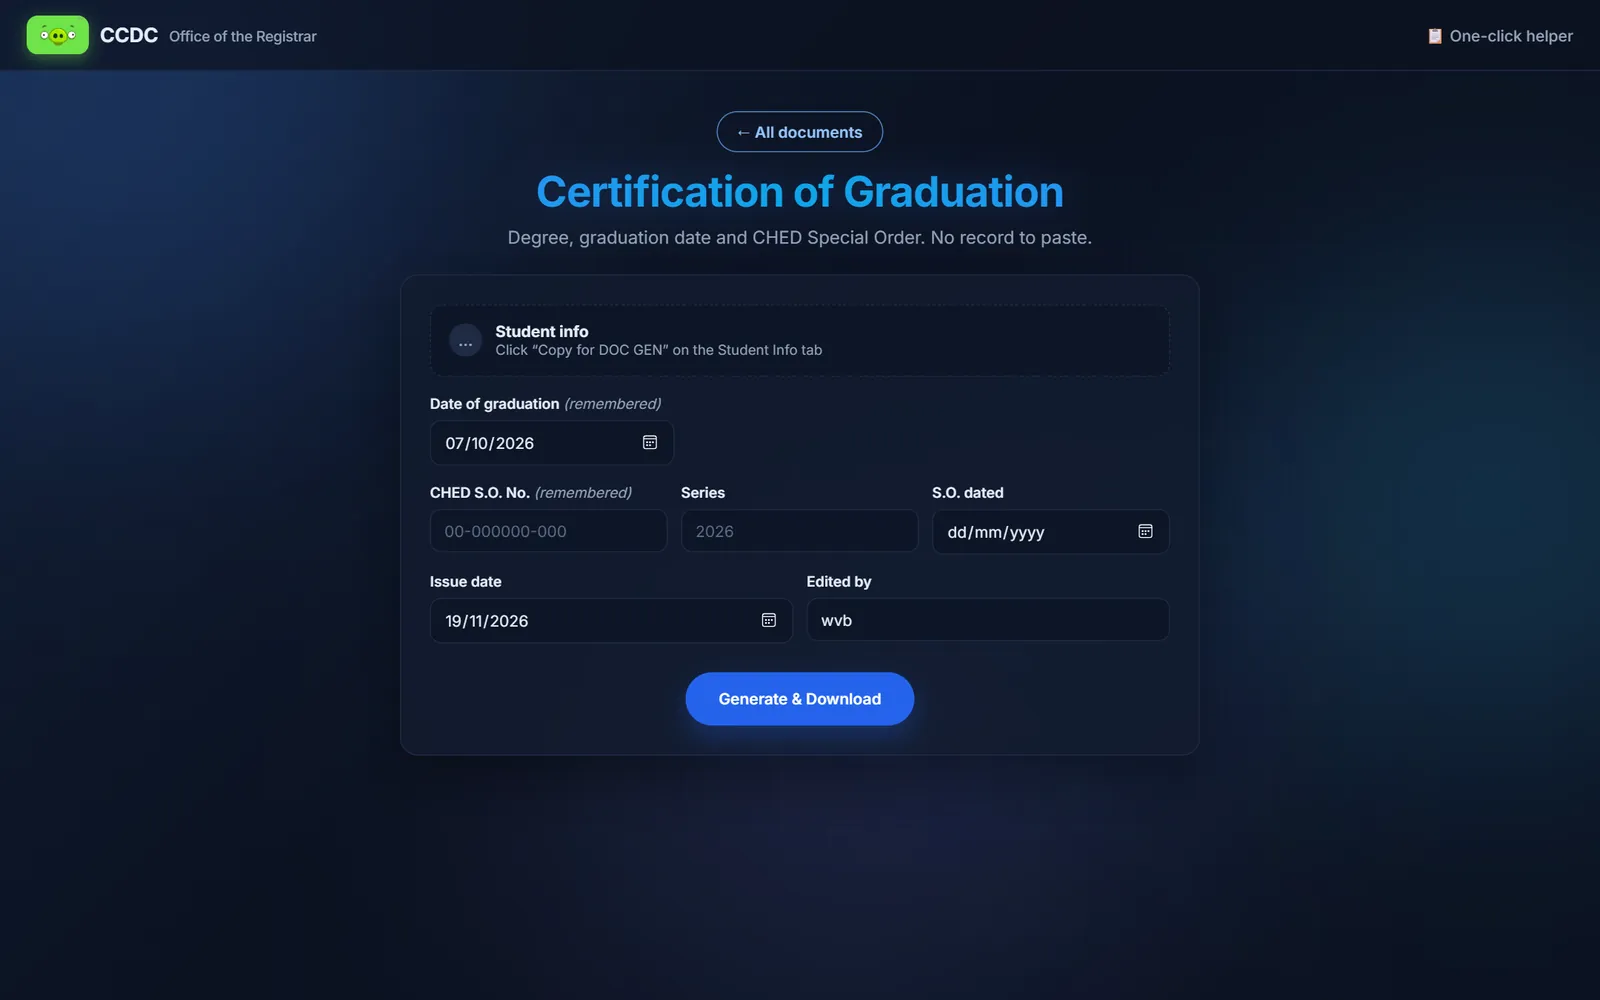 CCDC Office of the Registrar
📋 One-click helper
← All documents
Certification of Graduation
Degree, graduation date and CHED Special Order. No record to paste.
...
Student info
Click “Copy for DOC GEN” on the Student Info tab
Date of graduation (remembered)
07/10/2026
CHED S.O. No. (remembered) Series S.O. dated
00-000000-000 2026 dd/mm/yyyy
Issue date Edited by
19/11/2026 wvb
Generate & Download